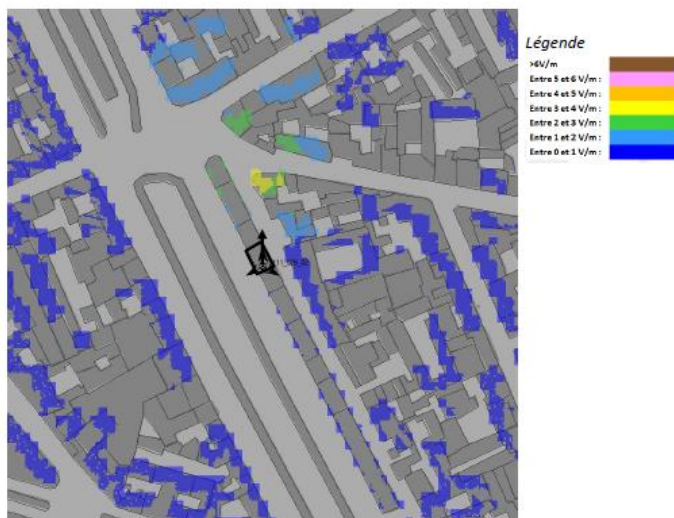 Légende
>6V/m
Entre 5 et 6 V/m :
Entre 4 et 5 V/m :
Entre 3 et 4 V/m :
Entre 2 et 3 V/m :
Entre 1 et 2 V/m :
Entre 0 et 1 V/m :